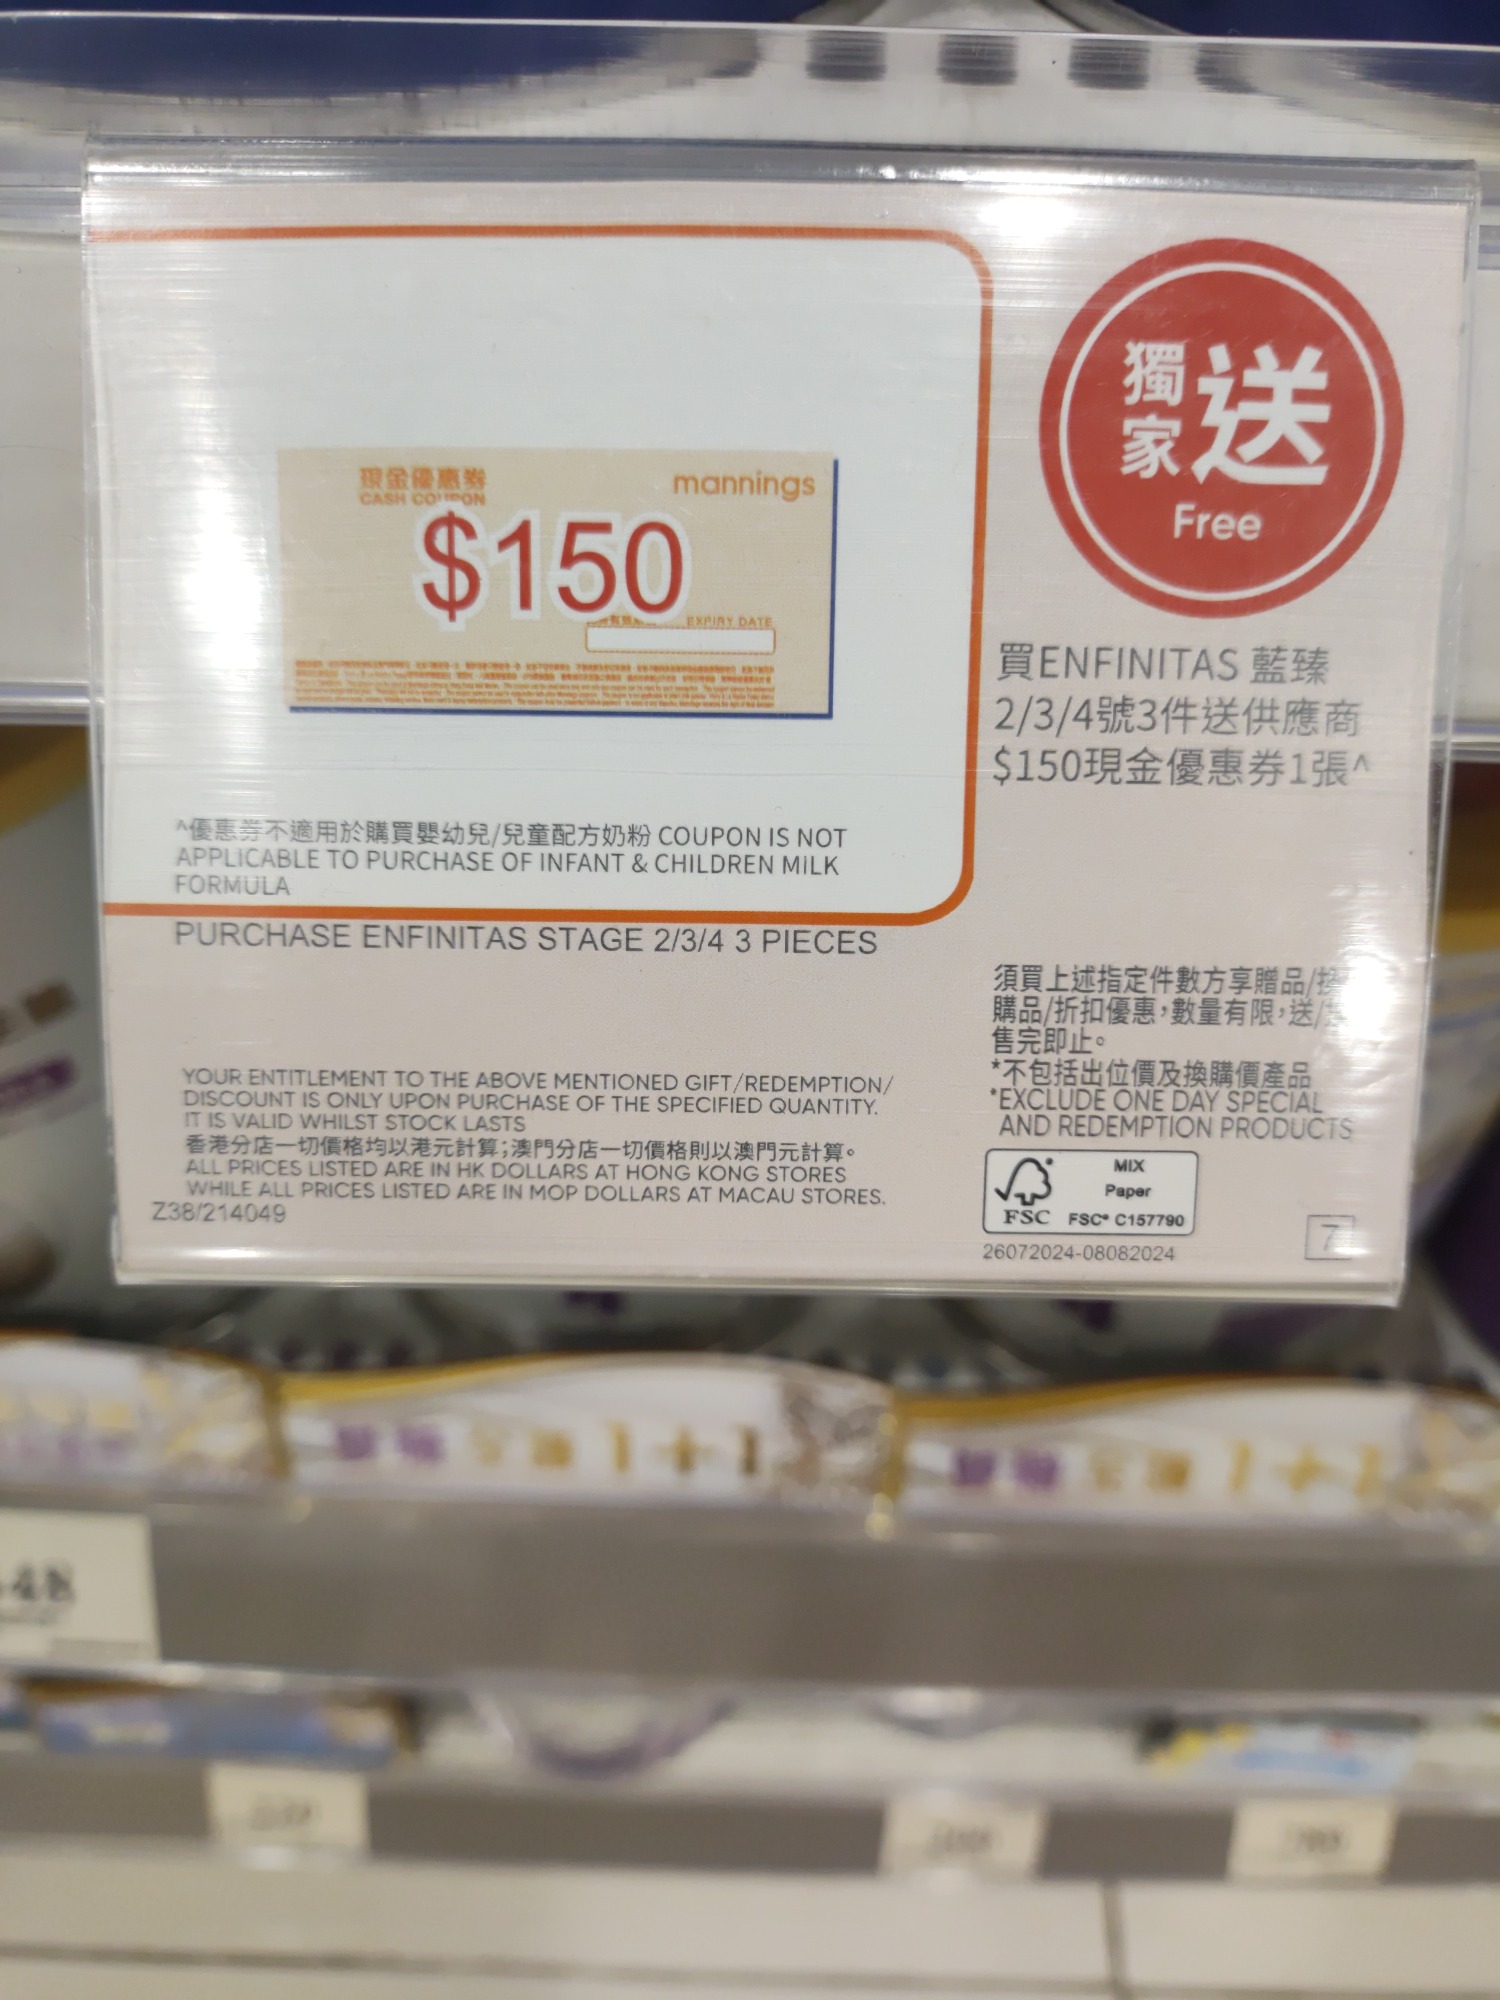 現金優惠券
CASH COUPON
mannings
$150
EXPIRY DATE
^優惠券不適用於購買嬰幼兒/兒童配方奶粉 COUPON IS NOT
APPLICABLE TO PURCHASE OF INFANT & CHILDREN MILK
FORMULA
PURCHASE ENFINITAS STAGE 2/3/4 3 PIECES
獨家送
Free
買ENFINITAS 藍臻
2/3/4號3件送供應商
$150現金優惠券1張^
須買上述指定件數方享贈品/換
購品/折扣優惠,數量有限,送/
售完即止。
*不包括出位價及換購價產品
*EXCLUDE ONE DAY SPECIAL
AND REDEMPTION PRODUCTS
YOUR ENTITLEMENT TO THE ABOVE MENTIONED GIFT/REDEMPTION/
DISCOUNT IS ONLY UPON PURCHASE OF THE SPECIFIED QUANTITY.
IT IS VALID WHILST STOCK LASTS
香港分店一切價格均以港元計算;澳門分店一切價格則以澳門元計算。
ALL PRICES LISTED ARE IN HK DOLLARS AT HONG KONG STORES
WHILE ALL PRICES LISTED ARE IN MOP DOLLARS AT MACAU STORES.
Z38/214049
FSC
MIX
Paper
FSC® C157790
26072024-08082024
7